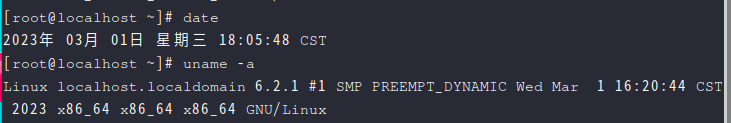 [root@localhost ~]# date
2023年 03月 01日 星期三 18:05:48 CST
[root@localhost ~]# uname -a
Linux localhost.localdomain 6.2.1 #1 SMP PREEMPT_DYNAMIC Wed Mar  1 16:20:44 CST
 2023 x86_64 x86_64 x86_64 GNU/Linux